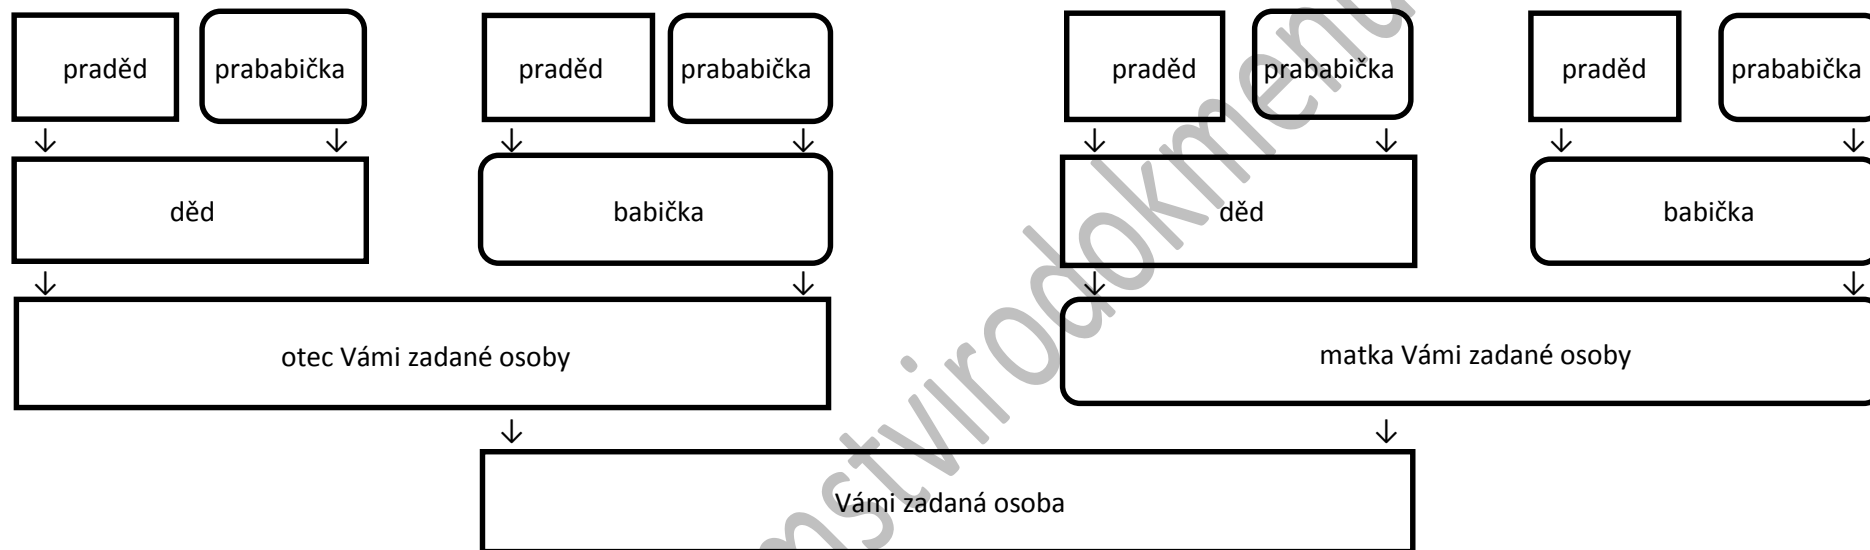 praděd prababička praděd prababička praděd prababička praděd prababička
děd babička děd babička
otec Vámi zadané osoby matka Vámi zadané osoby
Vámi zadaná osoba